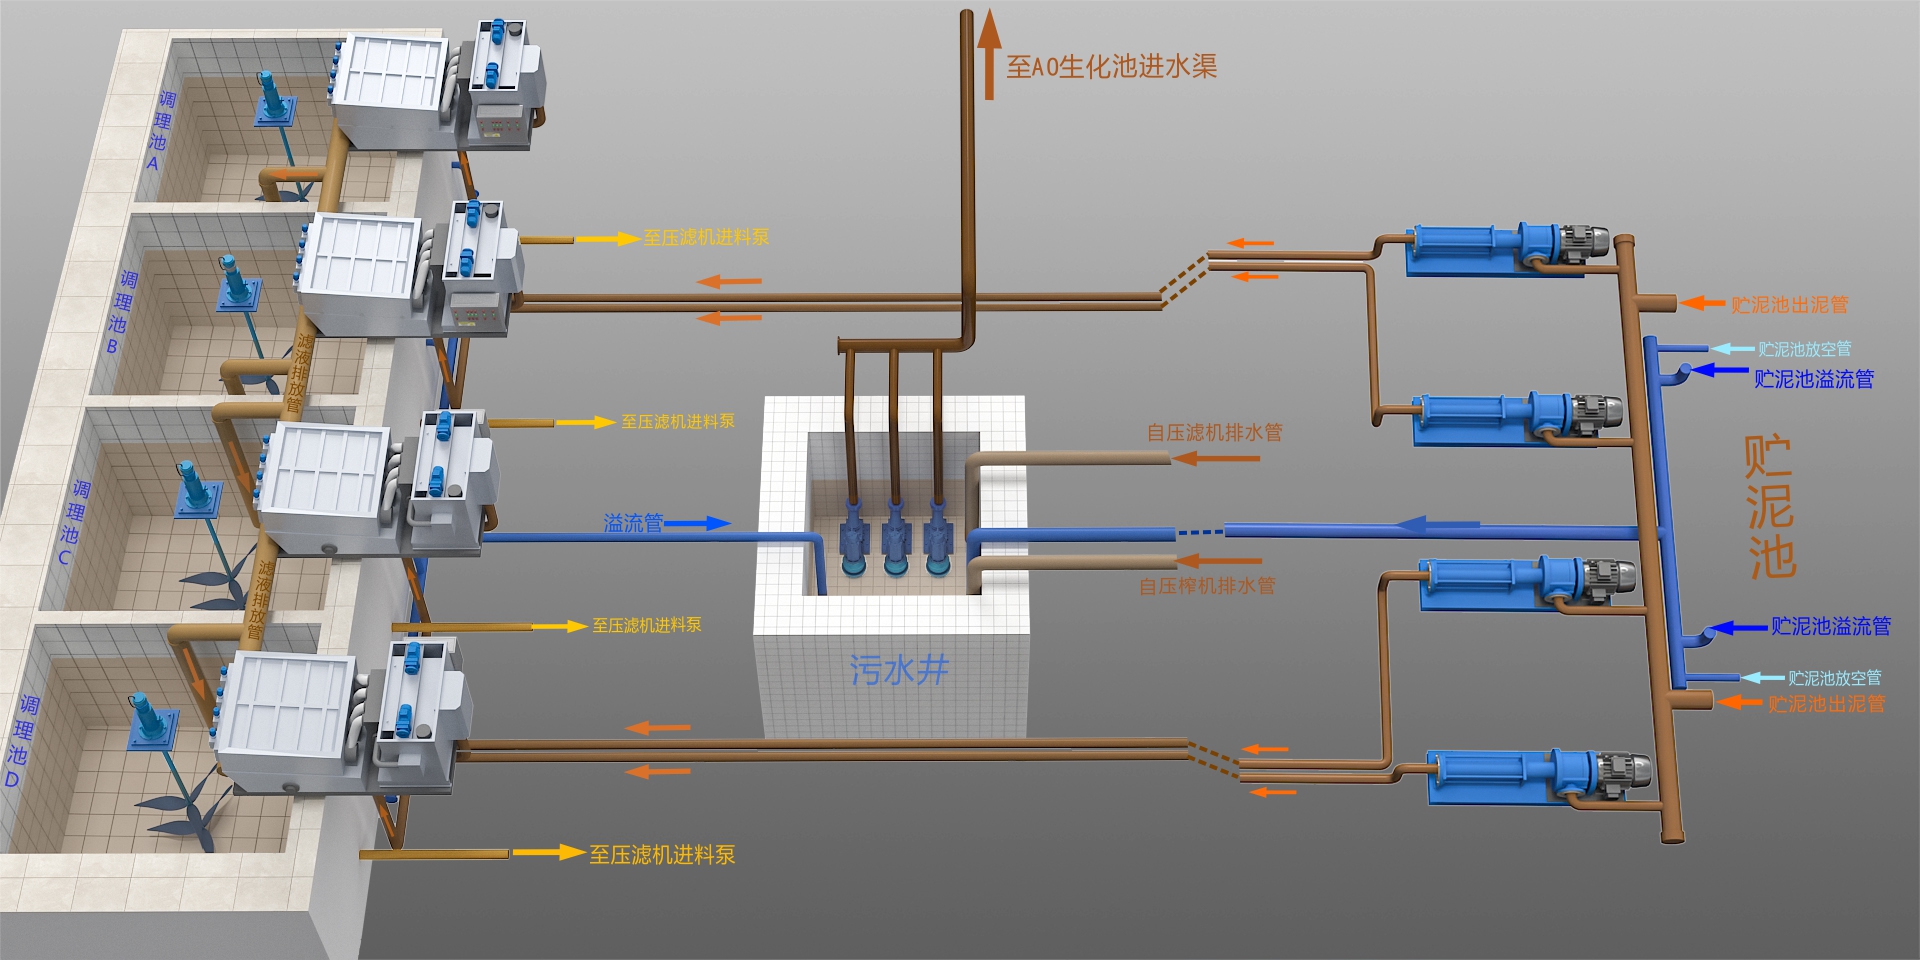 至AO生化池进水渠
调理池A
至压滤机进料泵
调理池B
贮泥池出泥管
贮泥池放空管
贮泥池溢流管
滤液排放管
至压滤机进料泵
自压滤机排水管
贮泥池
调理池C
溢流管
自压榨机排水管
滤液排放管
至压滤机进料泵
污水井
贮泥池溢流管
贮泥池放空管
贮泥池出泥管
调理池D
至压滤机进料泵